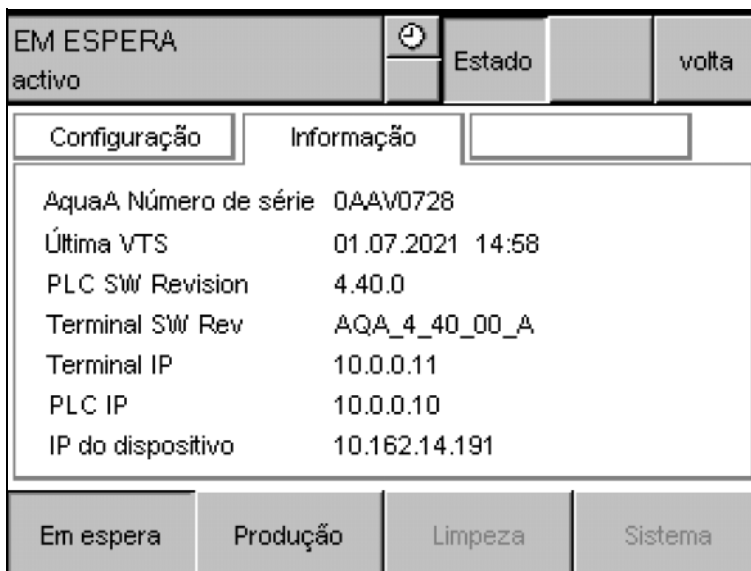 EM ESPERA
activo
Estado
volta
Configuração
Informação
AquaA Número de série 0AAV0728
Última VTS 01.07.2021 14:58
PLC SW Revision 4.40.0
Terminal SW Rev AQA_4_40_00_A
Terminal IP 10.0.0.11
PLC IP 10.0.0.10
IP do dispositivo 10.162.14.191
Em espera Produção Limpeza Sistema